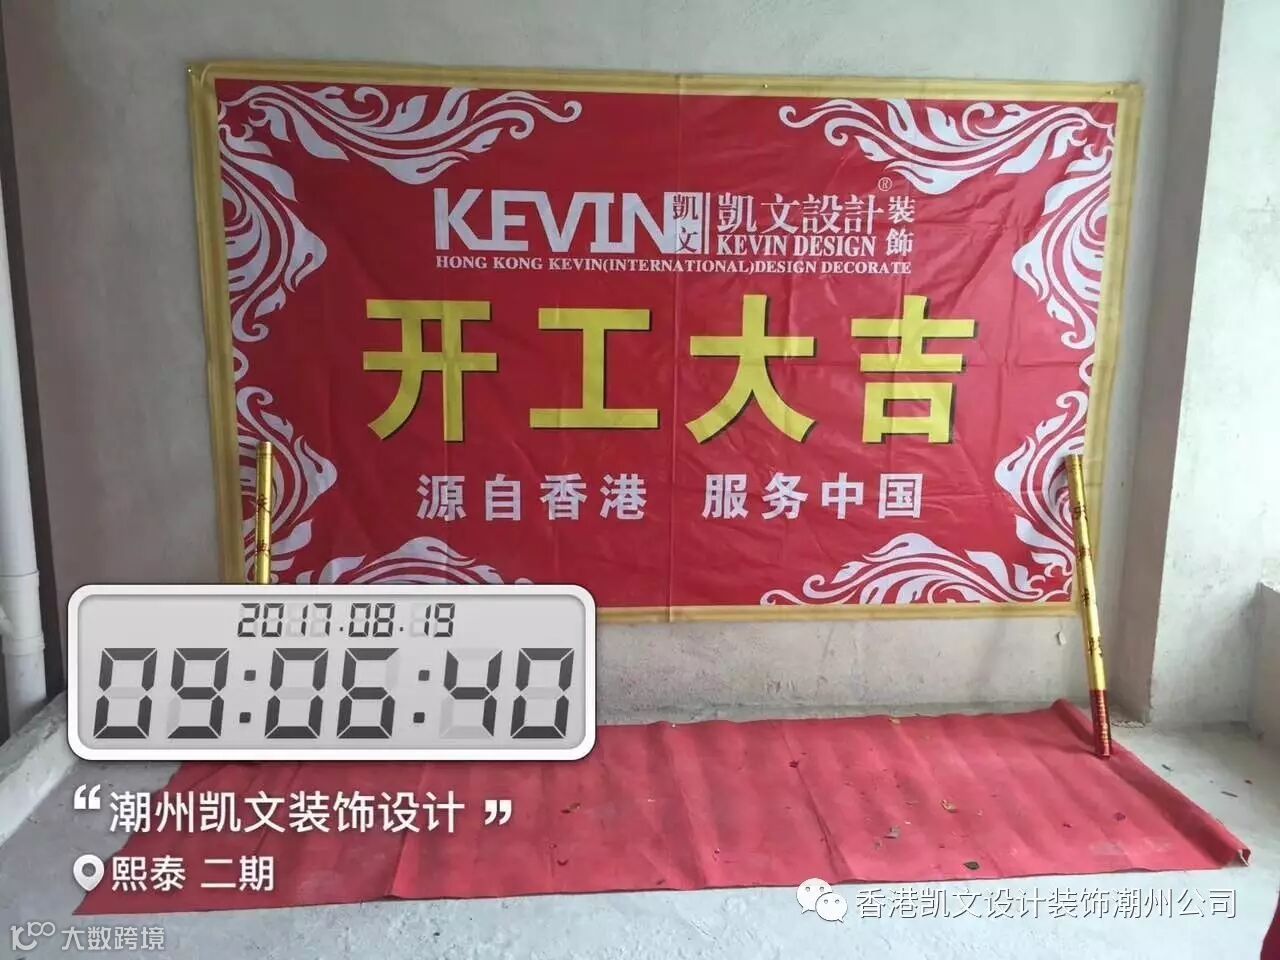 KEVIN 凱文 凱文設計® 装飾
KEVIN DESIGN
HONG KONG KEVIN(INTERNATIONAL)DESIGN DECORATE
开工大吉
源自香港 服务中国
2017.08.19
09:06:40
“潮州凯文装饰设计”
熙泰 二期
香港凯文设计装饰潮州公司
大数跨境